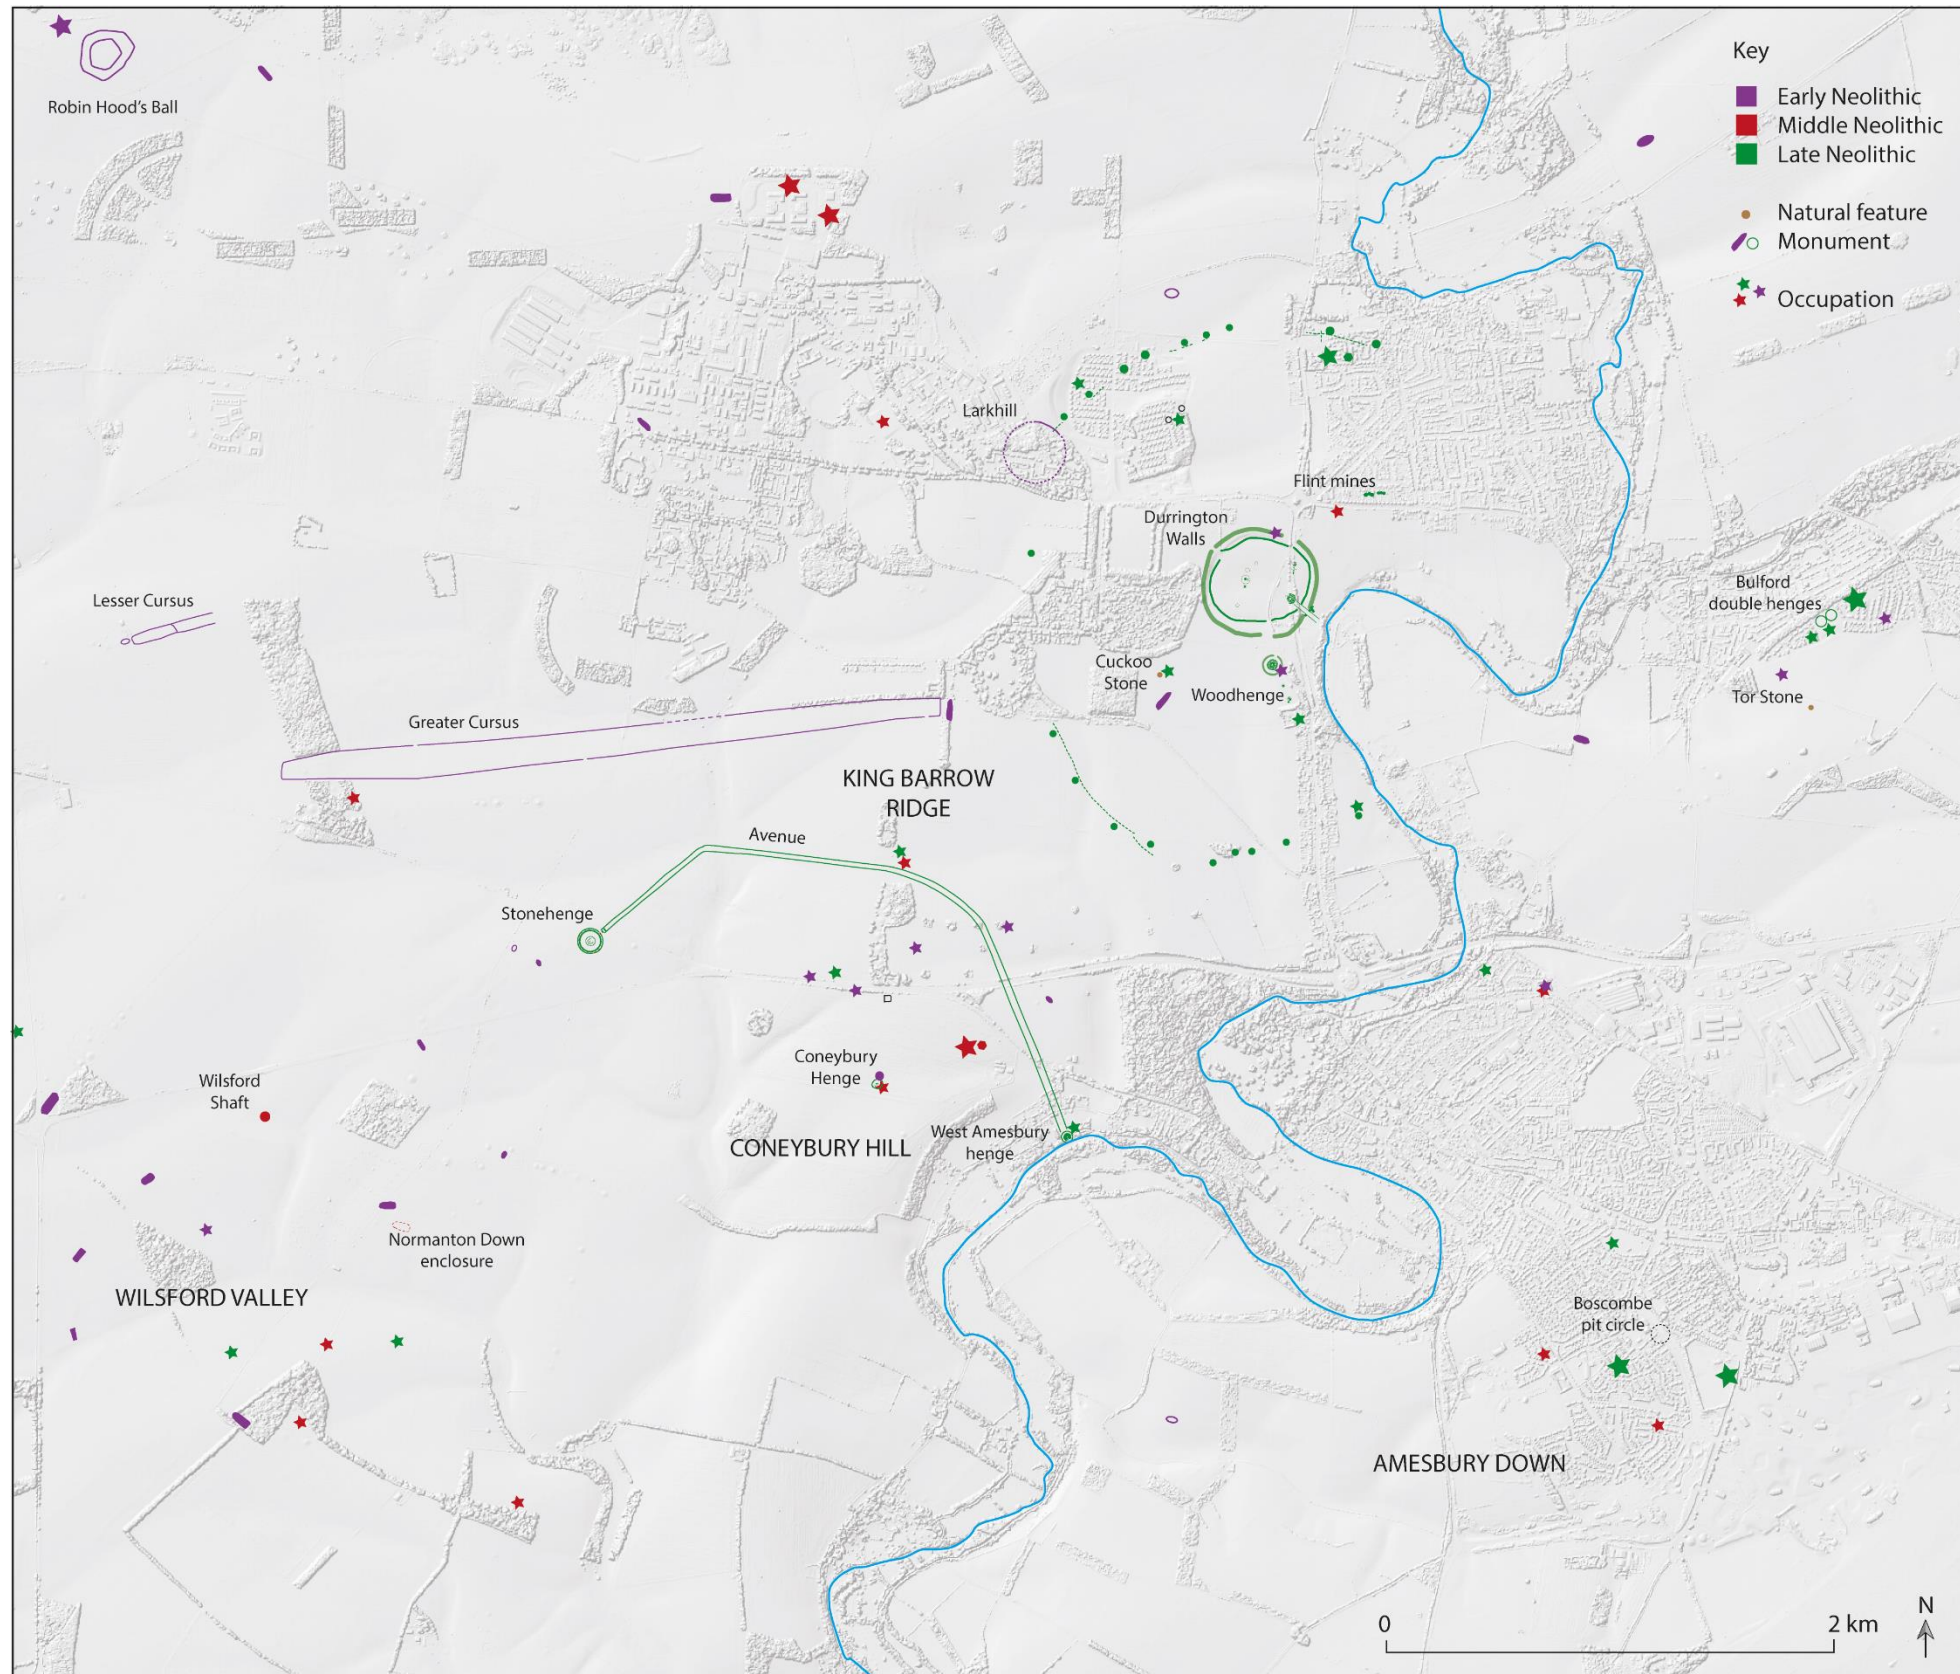 Key
Early Neolithic
Middle Neolithic
Late Neolithic
Natural feature
Monument
Occupation
Robin Hood's Ball
Larkhill
Flint mines
Durrington
Walls
Lesser Cursus
Bulford
double henges
Cuckoo
Stone
Woodhenge
Tor Stone
Greater Cursus
KING BARROW
RIDGE
Avenue
Stonehenge
Coneybury
Henge
Wilsford
Shaft
West Amesbury
henge
CONEYBURY HILL
Normanton Down
enclosure
WILSFORD VALLEY
Boscombe
pit circle
AMESBURY DOWN
0
2 km
N